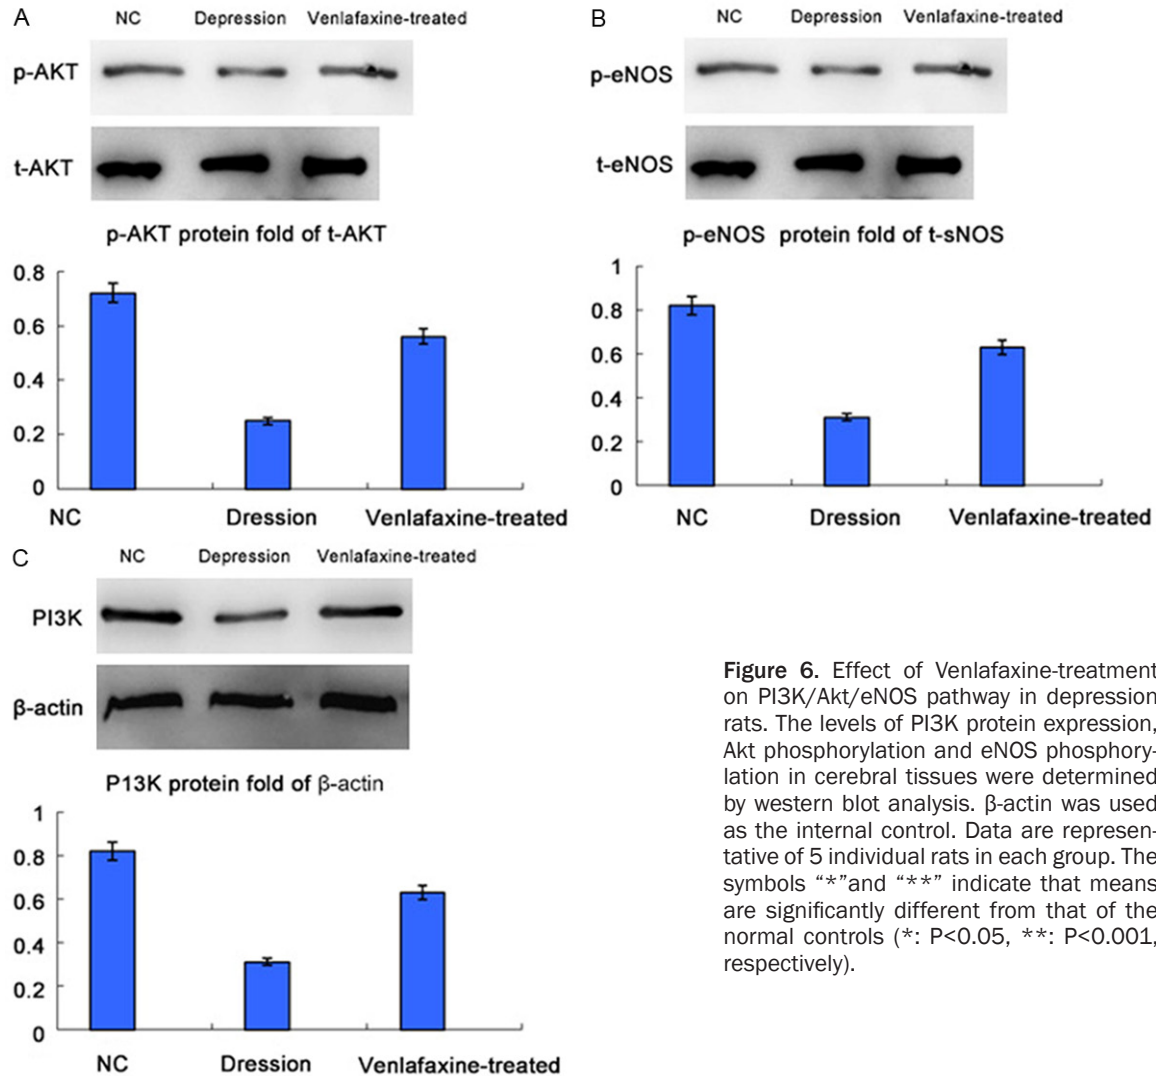 A
NC Depression Venlafaxine-treated
p-AKT
t-AKT
p-AKT protein fold of t-AKT
0.8
0.6
0.4
0.2
0
NC Dression Venlafaxine-treated
B
NC Depression Venlafaxine-treated
p-eNOS
t-eNOS
p-eNOS protein fold of t-sNOS
1
0.8
0.6
0.4
0.2
0
NC Dression Venlafaxine-treated
C
NC Depression Venlafaxine-treated
PI3K
β-actin
P13K protein fold of β-actin
1
0.8
0.6
0.4
0.2
0
NC Dression Venlafaxine-treated
Figure 6. Effect of Venlafaxine-treatment
on PI3K/Akt/eNOS pathway in depression
rats. The levels of PI3K protein expression,
Akt phosphorylation and eNOS phosphory-
lation in cerebral tissues were determined
by western blot analysis. β-actin was used
as the internal control. Data are represen-
tative of 5 individual rats in each group. The
symbols “*”and “**” indicate that means
are significantly different from that of the
normal controls (*: P<0.05, **: P<0.001,
respectively).